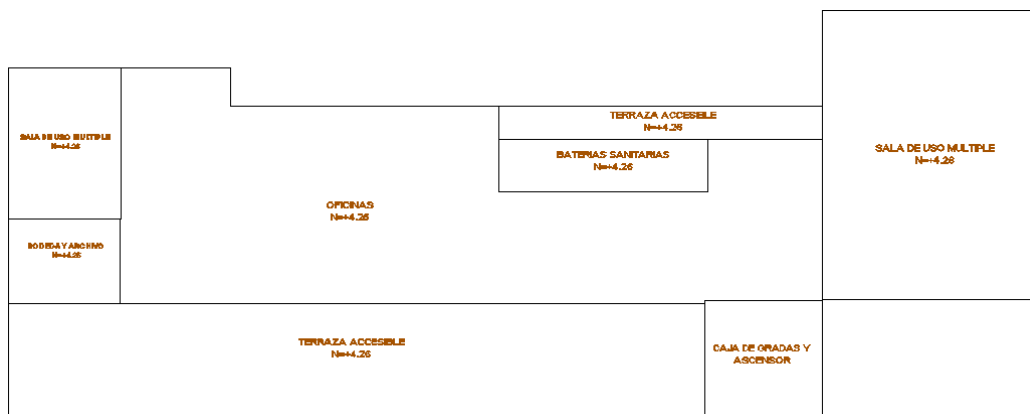 TERRAZA ACCESIBLE
N=+4.26
SALA DE USO MULTIPLE
N=+4.26
SALA DE USO MULTIPLE
N=+4.26
BATERIAS SANITARIAS
N=+4.26
OFICINAS
N=+4.26
BODEGA Y ARCHIVO
N=+4.26
TERRAZA ACCESIBLE
N=+4.26
CAJA DE GRADAS Y
ASCENSOR